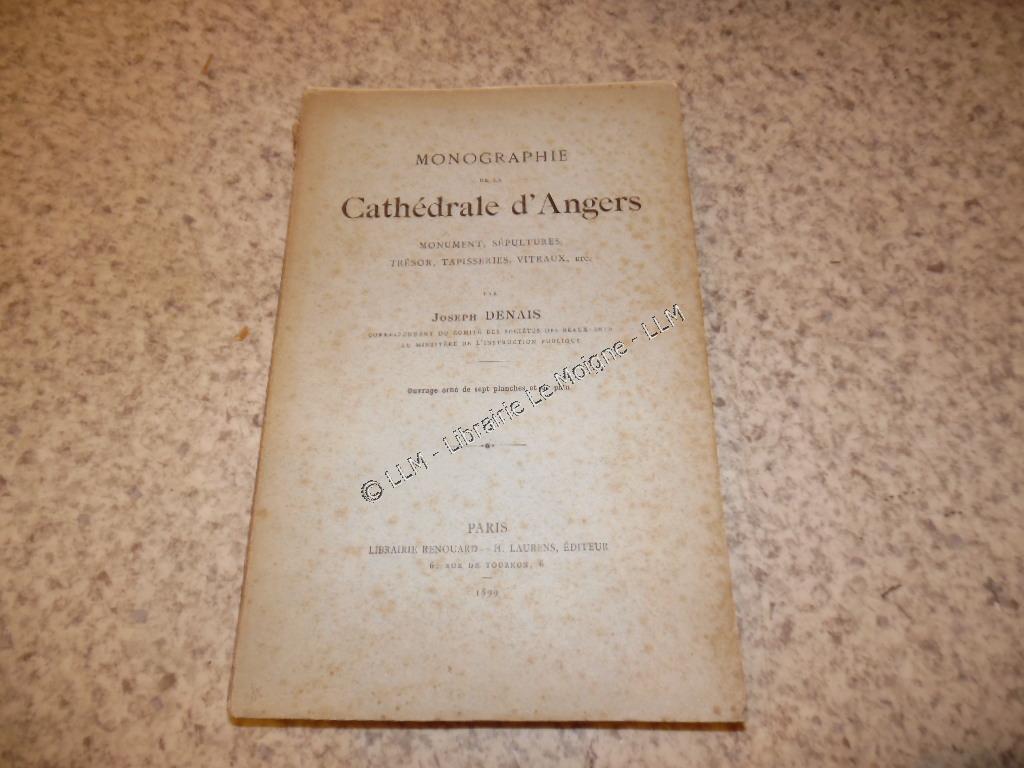 MONOGRAPHIE
DE LA
Cathédrale d'Angers
MONUMENT, SÉPULTURES,
TRÉSOR, TAPISSERIES, VITRAUX, ETC.
PAR
JOSEPH DENAIS
CORRESPONDANT DU COMITÉ DES SOCIÉTÉS DES BEAUX-ARTS
AU MINISTÈRE DE L'INSTRUCTION PUBLIQUE
Ouvrage orné de sept planches et un plan
© LLM - Librairie Le Moigne - LLM
PARIS
LIBRAIRIE RENOUARD - H. LAURENS, ÉDITEUR
6, RUE DE TOURNON, 6
1899